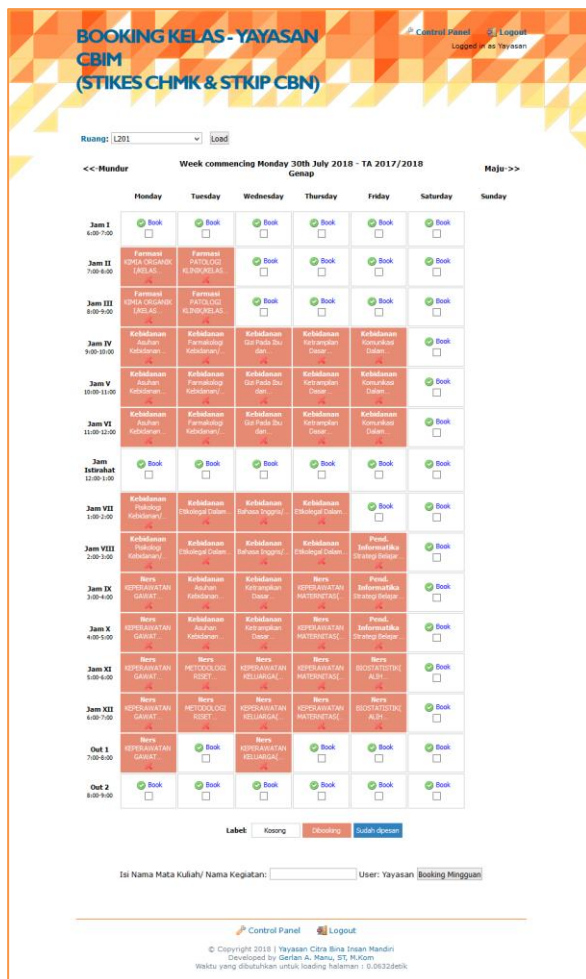 BOOKING KELAS - YAYASAN
CBIM
(STIKES CHMK & STKIP CBN)
Control Panel Logout
Logged in as Yayasan
Ruang: L201 Load
<<-Mundur
Week commencing Monday 30th July 2018 - TA 2017/2018
Genap
Maju->>
Monday Tuesday Wednesday Thursday Friday Saturday Sunday
Jam I
6:00-7:00
Book Book Book Book Book Book
Jam II
7:00-8:00
Farmasi Farmasi
KIMIA ORGANIK PATOLOGI
I/KELAS... KLINIK/KELAS...
Book Book Book Book
Jam III
8:00-9:00
Farmasi Farmasi
KIMIA ORGANIK PATOLOGI
I/KELAS... KLINIK/KELAS...
Book Book Book Book
Jam IV
9:00-10:00
Kebidanan Kebidanan Kebidanan Kebidanan Kebidanan
Asuhan Farmakologi Gizi Pada Ibu Ketrampilan Komunikasi
Kebidanan... Kebidanan/... dan... Dasar... Dalam...
Book
Jam V
10:00-11:00
Kebidanan Kebidanan Kebidanan Kebidanan Kebidanan
Asuhan Farmakologi Gizi Pada Ibu Ketrampilan Komunikasi
Kebidanan... Kebidanan/... dan... Dasar... Dalam...
Book
Jam VI
11:00-12:00
Kebidanan Kebidanan Kebidanan Kebidanan Kebidanan
Asuhan Farmakologi Gizi Pada Ibu Ketrampilan Komunikasi
Kebidanan... Kebidanan/... dan... Dasar... Dalam...
Book
Jam
Istirahat
12:00-1:00
Book Book Book Book Book Book
Jam VII
1:00-2:00
Kebidanan Kebidanan Kebidanan Kebidanan
Psikologi Etikolegal Dalam... Bahasa Inggris/... Etikolegal Dalam...
Kebidanan/...
Book Book
Jam VIII
2:00-3:00
Kebidanan Kebidanan Kebidanan Kebidanan Pend.
Psikologi Etikolegal Dalam... Bahasa Inggris/... Etikolegal Dalam... Informatika
Kebidanan/... Strategi Belajar...
Book
Jam IX
3:00-4:00
Ners Kebidanan Kebidanan Ners Pend.
KEPERAWATAN Asuhan Ketrampilan KEPERAWATAN Informatika
GAWAT... Kebidanan... Dasar... MATERNITAS(... Strategi Belajar...
Book
Jam X
4:00-5:00
Ners Kebidanan Kebidanan Ners Pend.
KEPERAWATAN Asuhan Ketrampilan KEPERAWATAN Informatika
GAWAT... Kebidanan... Dasar... MATERNITAS(... Strategi Belajar...
Book
Jam XI
5:00-6:00
Ners Ners Ners Ners Ners
KEPERAWATAN METODOLOGI KEPERAWATAN KEPERAWATAN BIOSTATISTIK(
GAWAT... RISET... KELUARGA(... MATERNITAS(... ALIH...
Book
Jam XII
6:00-7:00
Ners Ners Ners Ners Ners
KEPERAWATAN METODOLOGI KEPERAWATAN KEPERAWATAN BIOSTATISTIK(
GAWAT... RISET... KELUARGA(... MATERNITAS(... ALIH...
Book
Out 1
7:00-8:00
Ners Book Ners Book Book Book
KEPERAWATAN KEPERAWATAN
GAWAT... KELUARGA(...
Out 2
8:00-9:00
Book Book Book Book Book Book
Label: Kosong Dibooking Sudah dipesan
Isi Nama Mata Kuliah/ Nama Kegiatan: User: Yayasan Booking Mingguan
Control Panel Logout
© Copyright 2018 | Yayasan Citra Bina Insan Mandiri
Developed by Gerlan A. Manu, ST, M.Kom
Waktu yang dibutuhkan untuk loading halaman : 0.0632detik